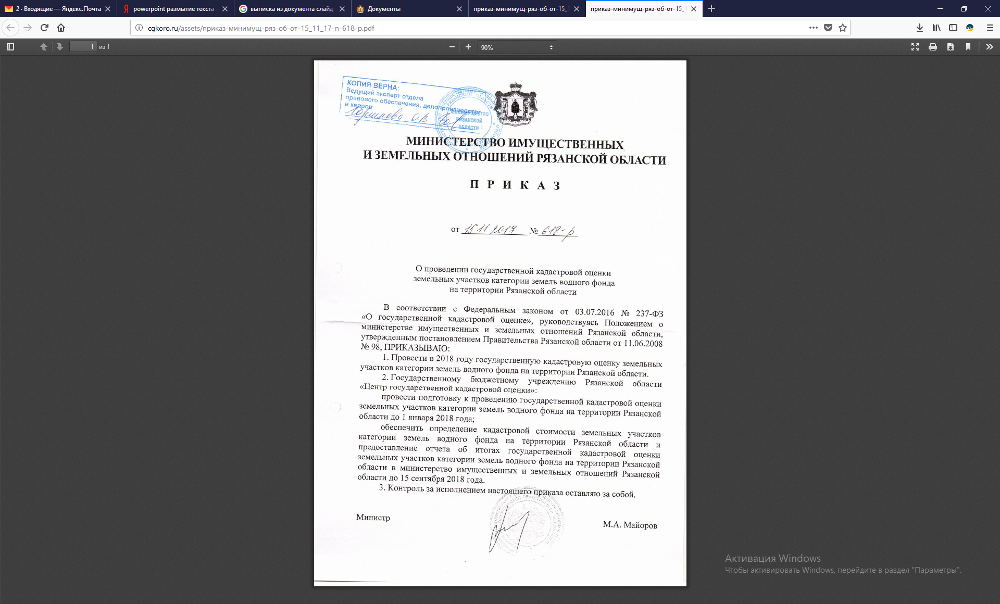 2 · Входящие — Яндекс.Почта
powerpoint размытие текста
выписка из документа слайд
Документы
приказ-минимущ-ряз-об-от-15_1
приказ-минимущ-ряз-об-от-15_1
cgkoro.ru/assets/приказ-минимущ-ряз-об-от-15_11_17-n-618-р.pdf
1 из 1
90%
КОПИЯ ВЕРНА:
Ведущий эксперт отдела
правового обеспечения, делопроизводства
и кадров
О.В.
МИНИМУЩЕСТВО
РЯЗАНСКОЙ
ОБЛАСТИ
МИНИСТЕРСТВО ИМУЩЕСТВЕННЫХ
И ЗЕМЕЛЬНЫХ ОТНОШЕНИЙ РЯЗАНСКОЙ ОБЛАСТИ
П Р И К А З
от 15.11.2017 № 618-р
О проведении государственной кадастровой оценки
земельных участков категории земель водного фонда
на территории Рязанской области
В соответствии с Федеральным законом от 03.07.2016 № 237-ФЗ
«О государственной кадастровой оценке», руководствуясь Положением о
министерстве имущественных и земельных отношений Рязанской области,
утвержденным постановлением Правительства Рязанской области от 11.06.2008
№ 98, ПРИКАЗЫВАЮ:
1. Провести в 2018 году государственную кадастровую оценку земельных
участков категории земель водного фонда на территории Рязанской области.
2. Государственному бюджетному учреждению Рязанской области
«Центр государственной кадастровой оценки»:
провести подготовку к проведению государственной кадастровой оценки
земельных участков категории земель водного фонда на территории Рязанской
области до 1 января 2018 года;
обеспечить определение кадастровой стоимости земельных участков
категории земель водного фонда на территории Рязанской области и
предоставление отчета об итогах государственной кадастровой оценки
земельных участков категории земель водного фонда на территории Рязанской
области в министерство имущественных и земельных отношений Рязанской
области до 15 сентября 2018 года.
3. Контроль за исполнением настоящего приказа оставляю за собой.
Министр
М.А. Майоров
Активация Windows
Чтобы активировать Windows, перейдите в раздел "Параметры".